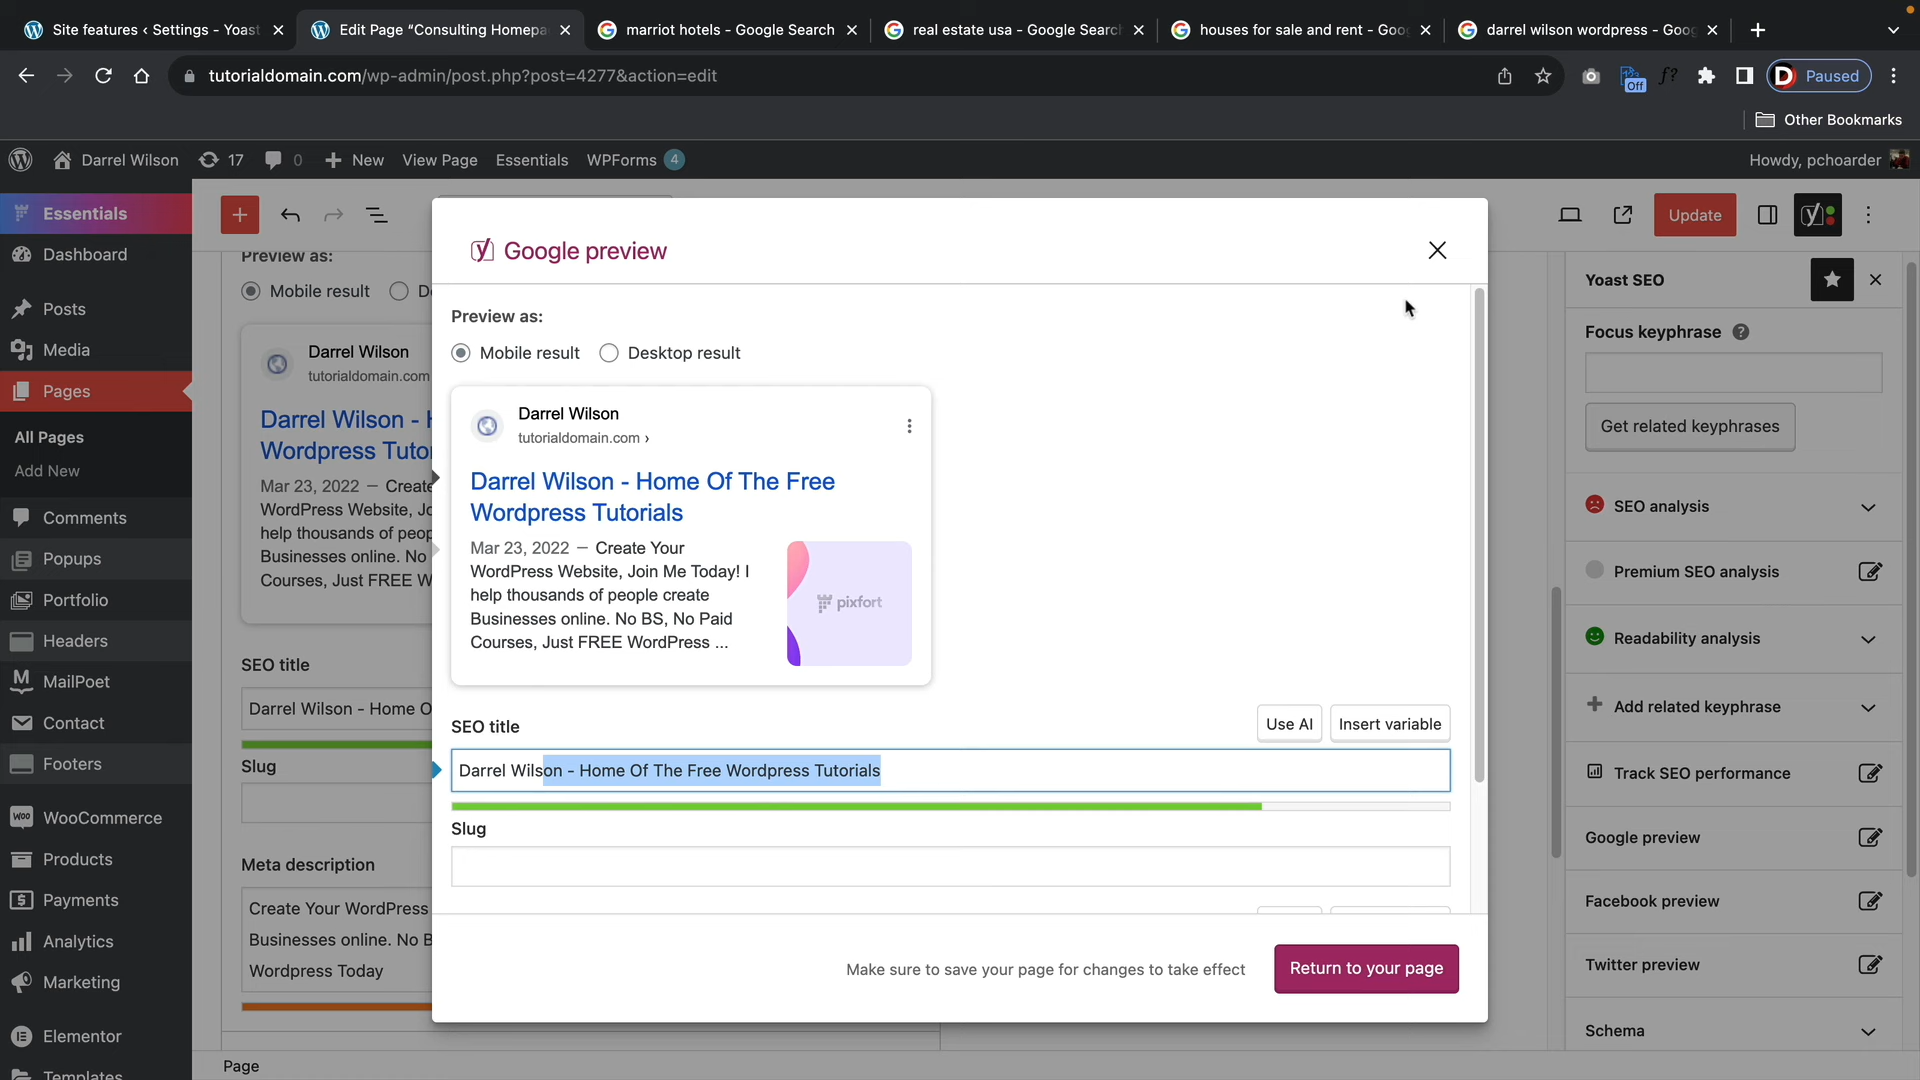 Site features ‹ Settings - Yoast
Edit Page “Consulting Homepa
marriot hotels - Google Search
real estate usa - Google Search
houses for sale and rent - Goog
darrel wilson wordpress - Goog
tutorialdomain.com/wp-admin/post.php?post=4277&action=edit
Off
f?
D Paused
Other Bookmarks
Darrel Wilson
17
0
New
View Page
Essentials
WPForms 4
Howdy, pchoarder
Essentials
Dashboard
Posts
Media
Pages
All Pages
Add New
Comments
Popups
Portfolio
Headers
MailPoet
Contact
Footers
WooCommerce
Products
Payments
Analytics
Marketing
Elementor
Templates
Update
Preview as:
Mobile result
D
Darrel Wilson
tutorialdomain.com
Darrel Wilson - H
Wordpress Tutor
Mar 23, 2022 — Create
WordPress Website, Jo
help thousands of peop
Businesses online. No
Courses, Just FREE W
SEO title
Darrel Wilson - Home O
Slug
Meta description
Create Your WordPress
Businesses online. No B
Wordpress Today
Page
Google preview
Preview as:
Mobile result
Desktop result
Darrel Wilson
tutorialdomain.com ›
Darrel Wilson - Home Of The Free
Wordpress Tutorials
Mar 23, 2022 — Create Your
WordPress Website, Join Me Today! I
help thousands of people create
Businesses online. No BS, No Paid
Courses, Just FREE WordPress ...
pixfort
SEO title
Use AI
Insert variable
Darrel Wilson - Home Of The Free Wordpress Tutorials
Slug
Make sure to save your page for changes to take effect
Return to your page
Yoast SEO
Focus keyphrase
Get related keyphrases
SEO analysis
Premium SEO analysis
Readability analysis
Add related keyphrase
Track SEO performance
Google preview
Facebook preview
Twitter preview
Schema